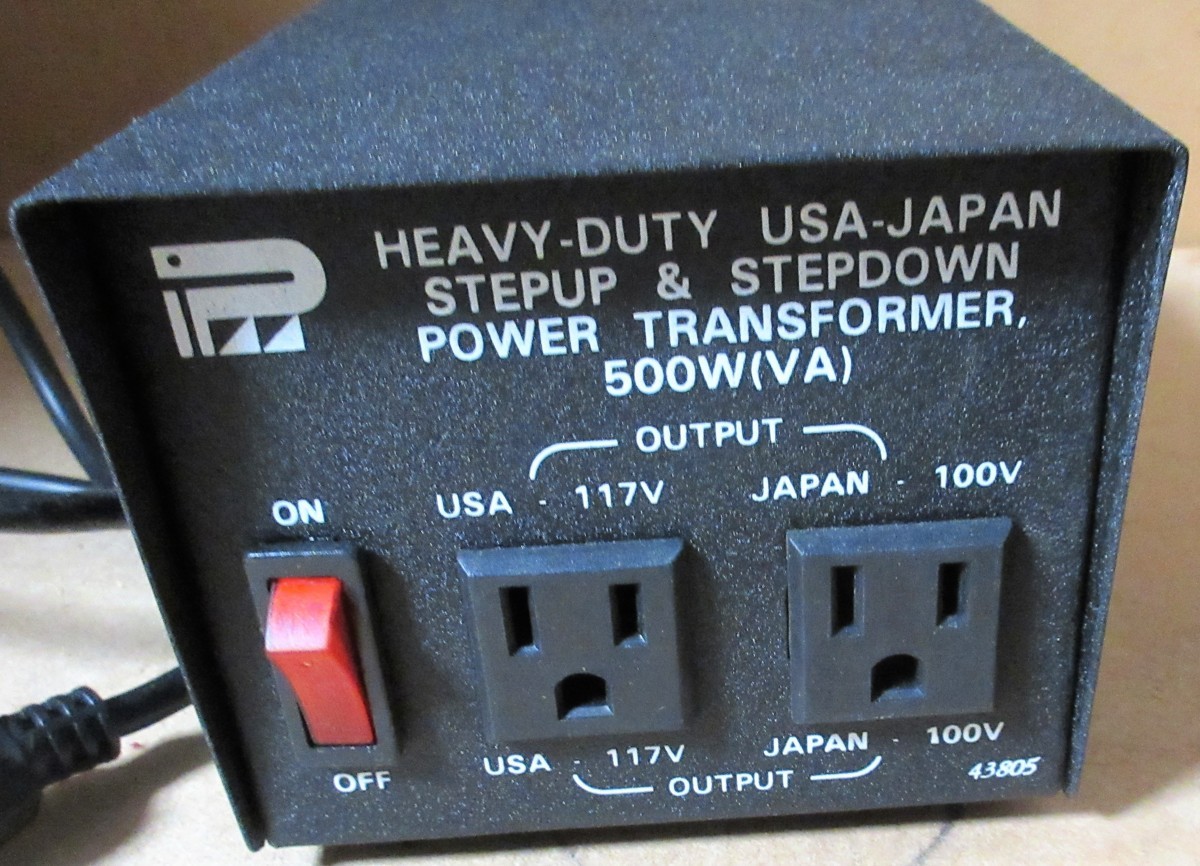 HEAVY-DUTY USA-JAPAN
STEPUP & STEPDOWN
POWER TRANSFORMER,
500W(VA)
OUTPUT
USA - 117V JAPAN - 100V
ON
OFF
USA - 117V JAPAN - 100V
OUTPUT
43805